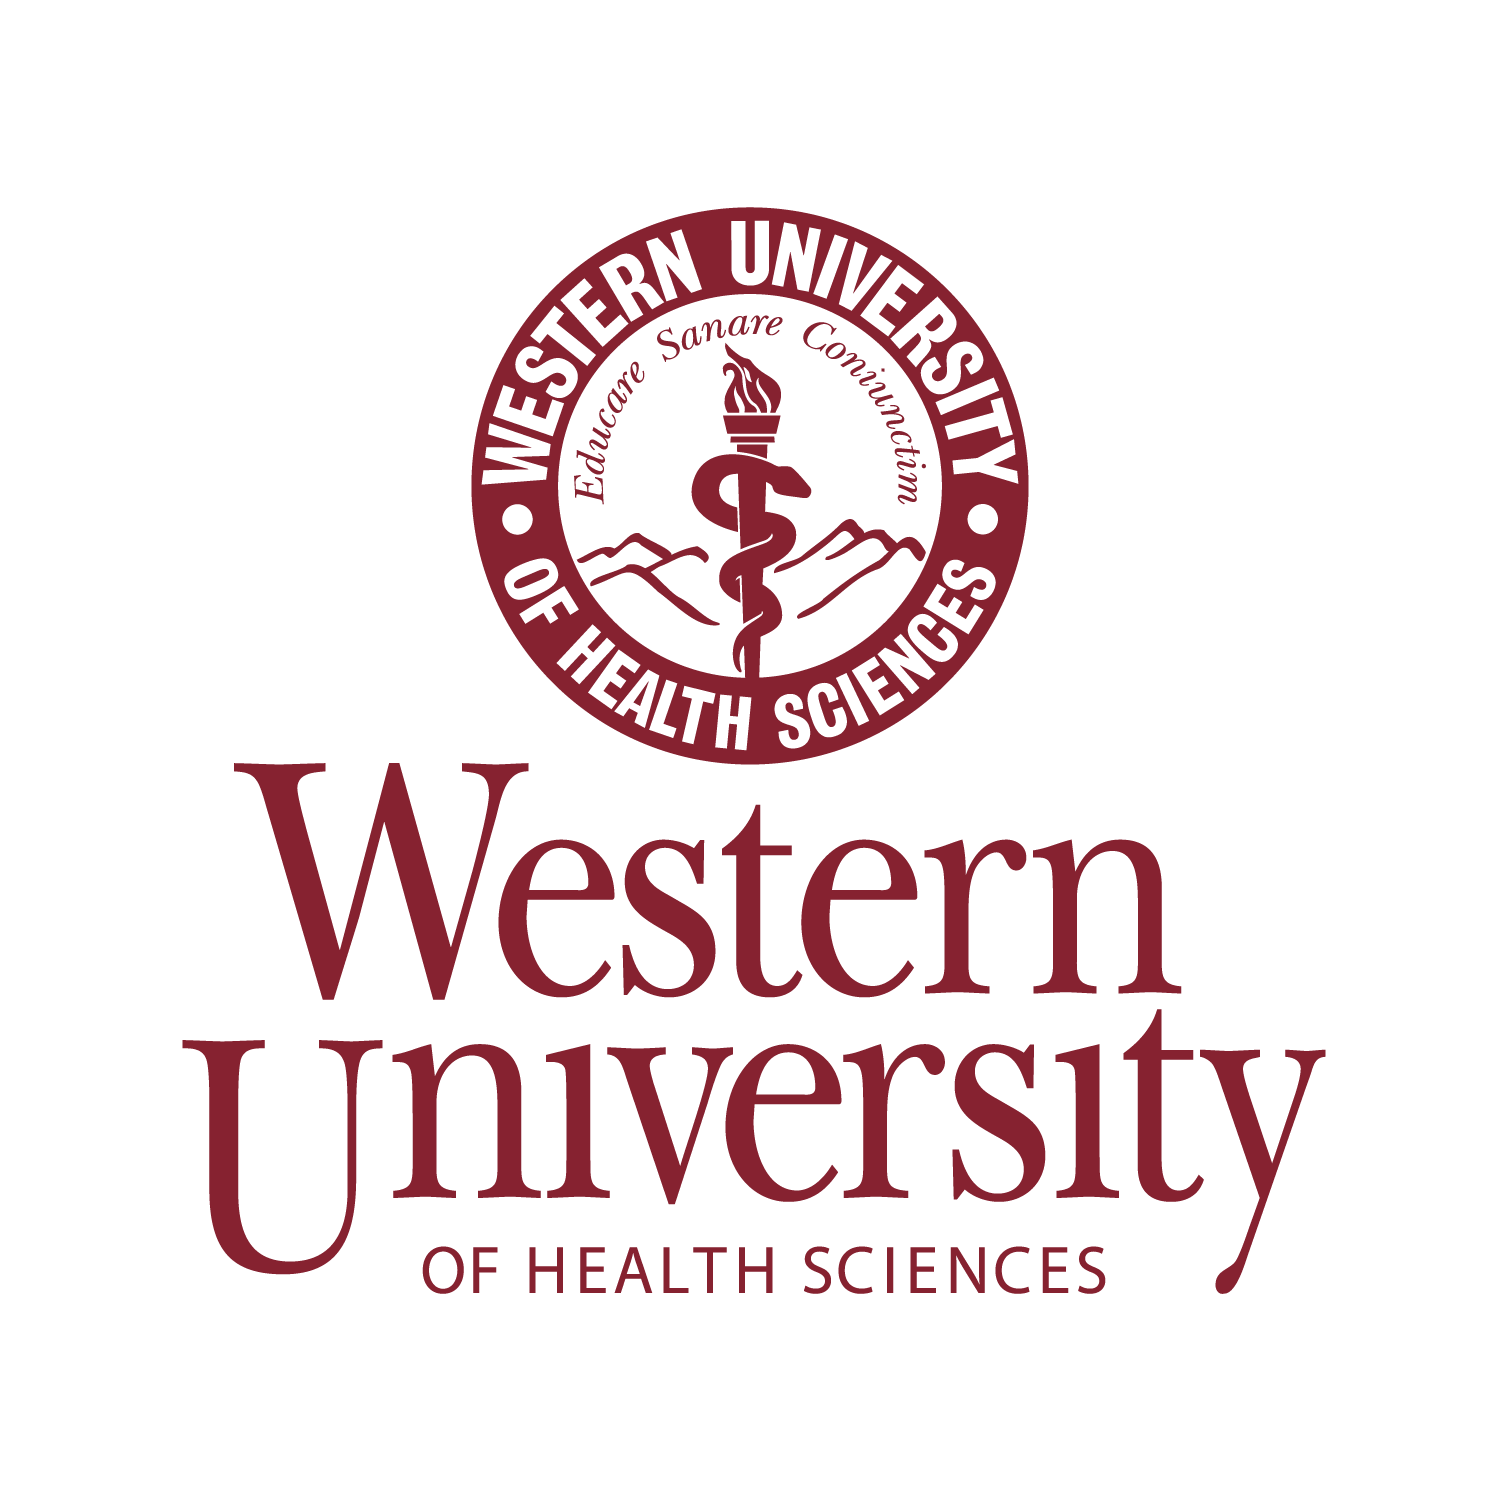 WESTERN UNIVERSITY
Educare Sanare Coniunctim
OF HEALTH SCIENCES
Western
University
OF HEALTH SCIENCES